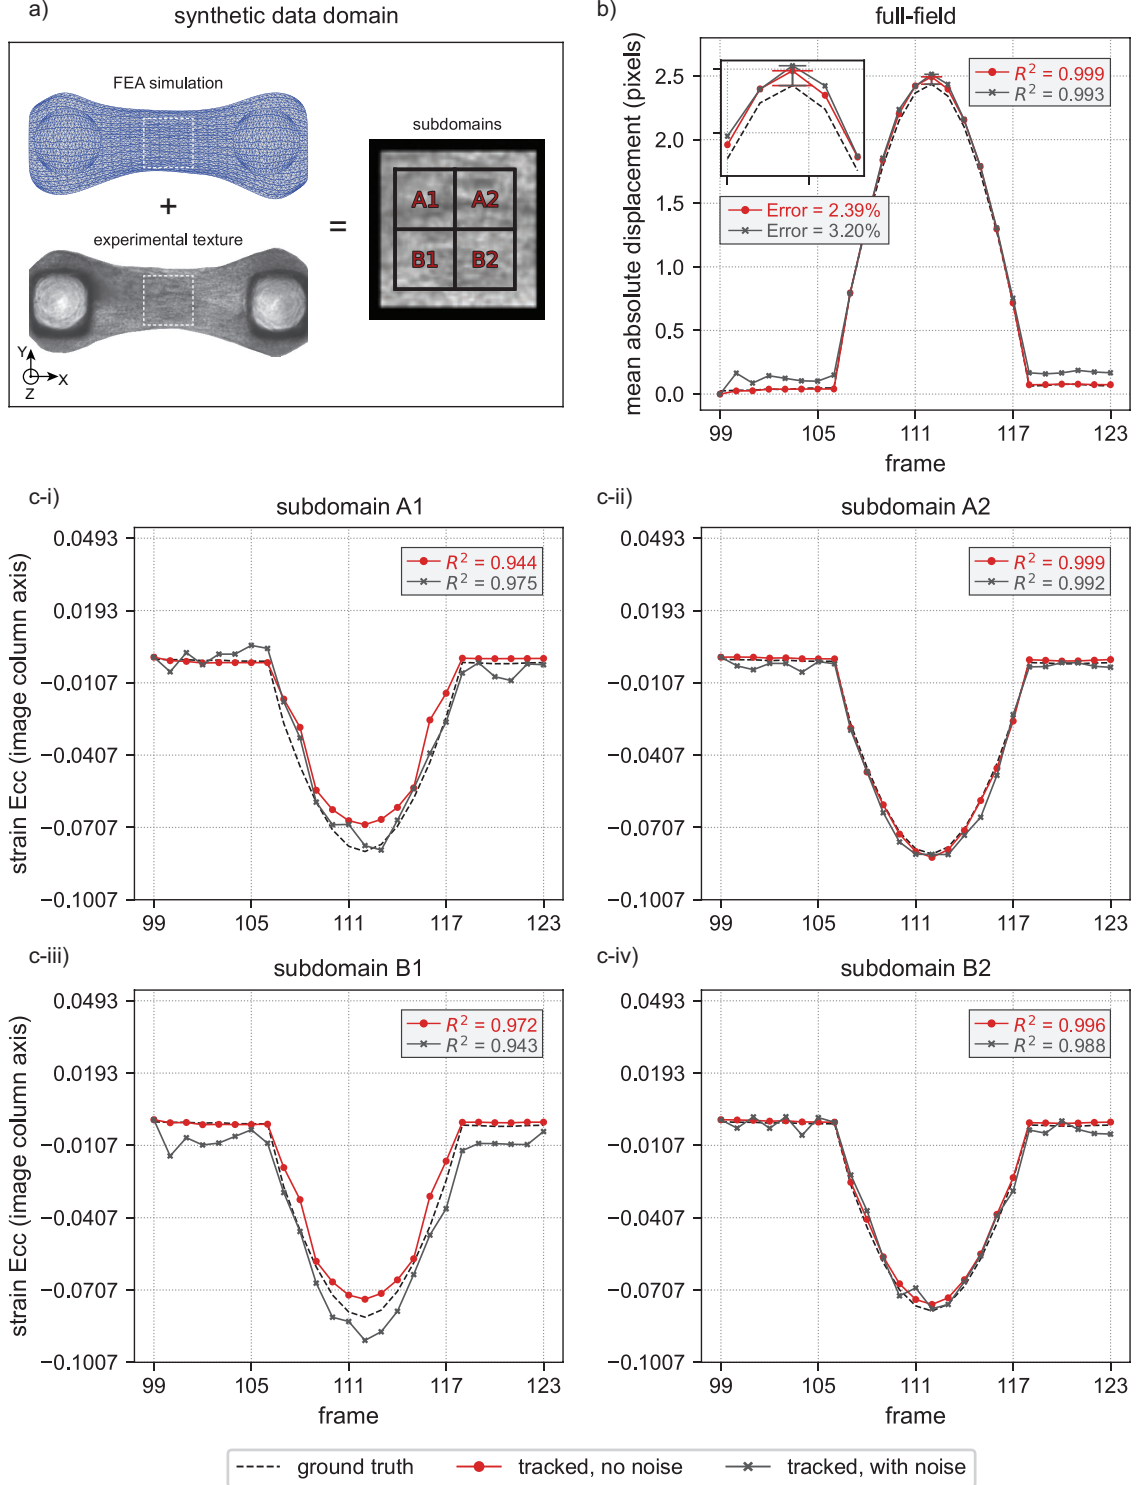 a)
synthetic data domain
FEA simulation
+
experimental texture
Y
X
Z
=
subdomains
A1 A2
B1 B2
b)
full-field
mean absolute displacement (pixels)
2.5
2.0
1.5
1.0
0.5
0.0
R² = 0.999
R² = 0.993
Error = 2.39%
Error = 3.20%
99 105 111 117 123
frame
c-i)
subdomain A1
strain Ecc (image column axis)
0.0493
0.0193
−0.0107
−0.0407
−0.0707
−0.1007
R² = 0.944
R² = 0.975
99 105 111 117 123
c-ii)
subdomain A2
0.0493
0.0193
−0.0107
−0.0407
−0.0707
−0.1007
R² = 0.999
R² = 0.992
99 105 111 117 123
c-iii)
subdomain B1
strain Ecc (image column axis)
0.0493
0.0193
−0.0107
−0.0407
−0.0707
−0.1007
R² = 0.972
R² = 0.943
99 105 111 117 123
frame
c-iv)
subdomain B2
0.0493
0.0193
−0.0107
−0.0407
−0.0707
−0.1007
R² = 0.996
R² = 0.988
99 105 111 117 123
frame
ground truth tracked, no noise tracked, with noise